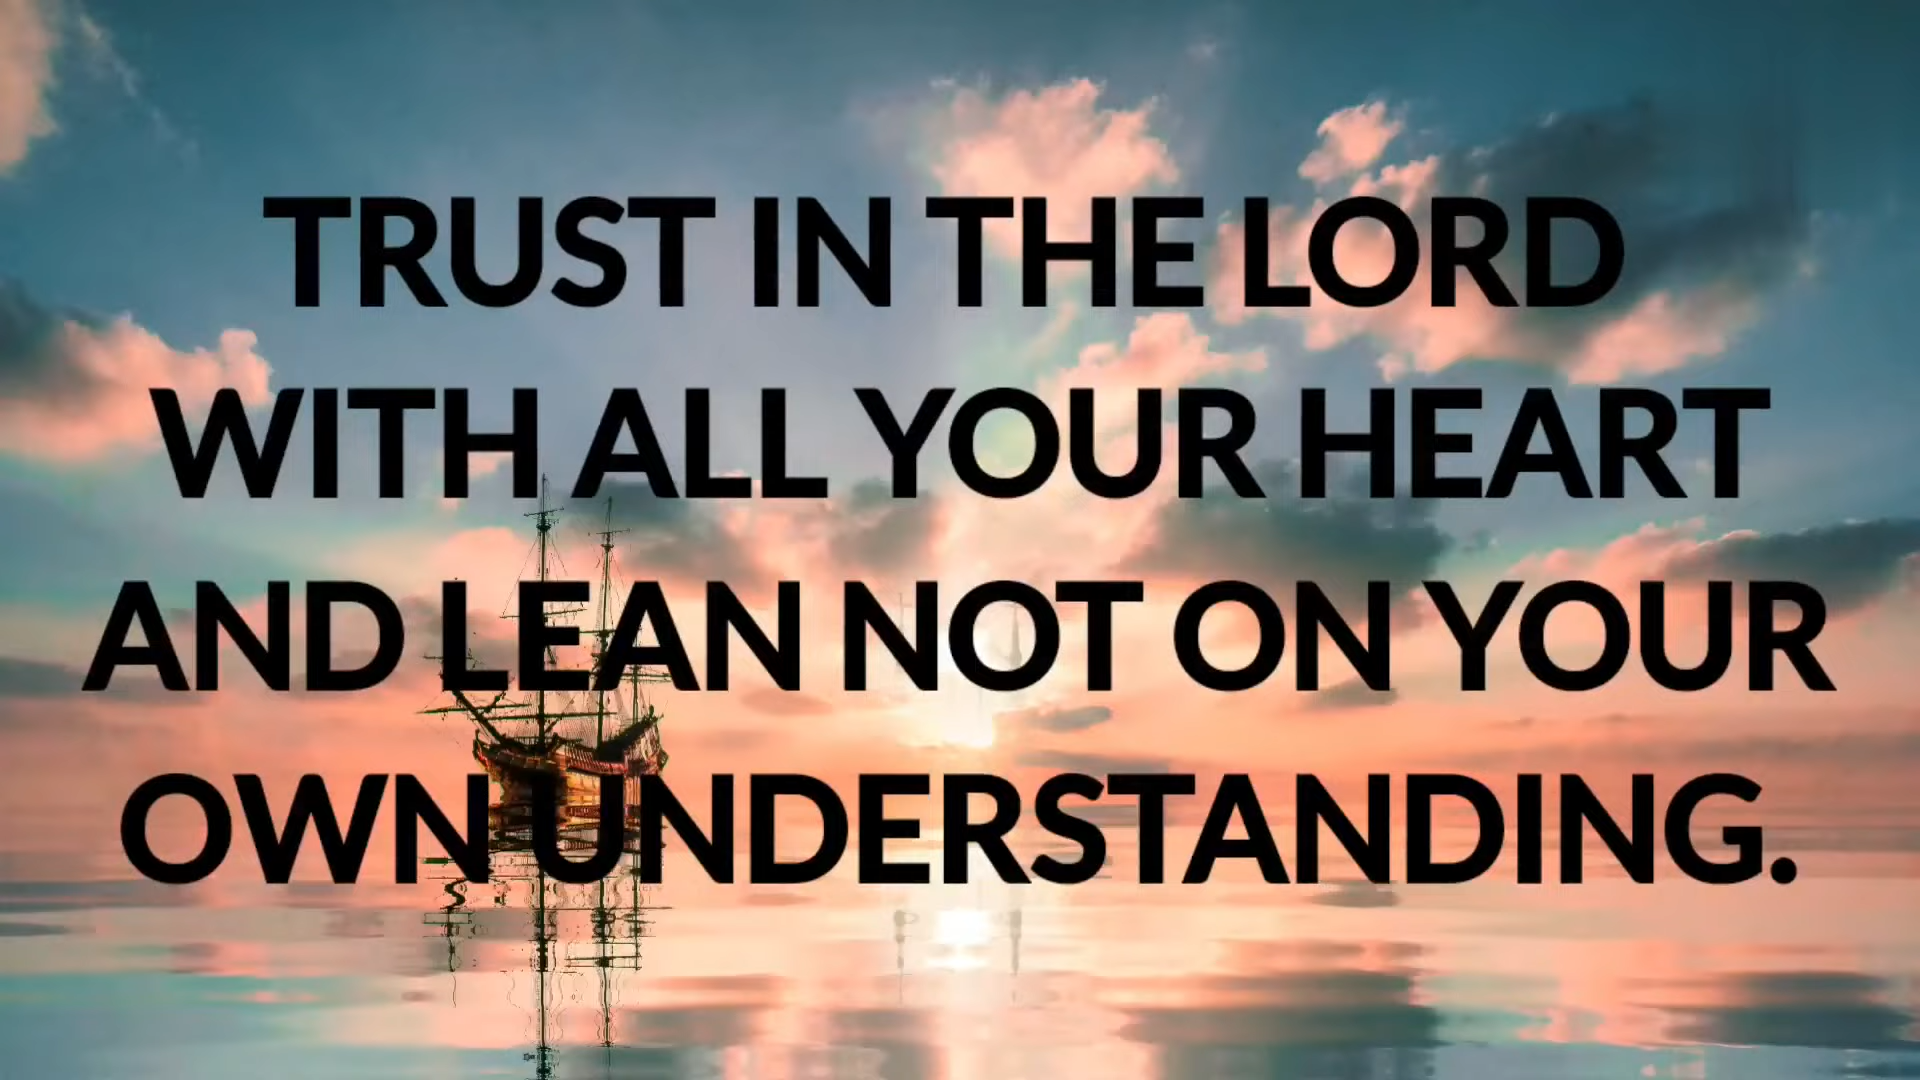 TRUST IN THE LORD
WITH ALL YOUR HEART
AND LEAN NOT ON YOUR
OWN UNDERSTANDING.